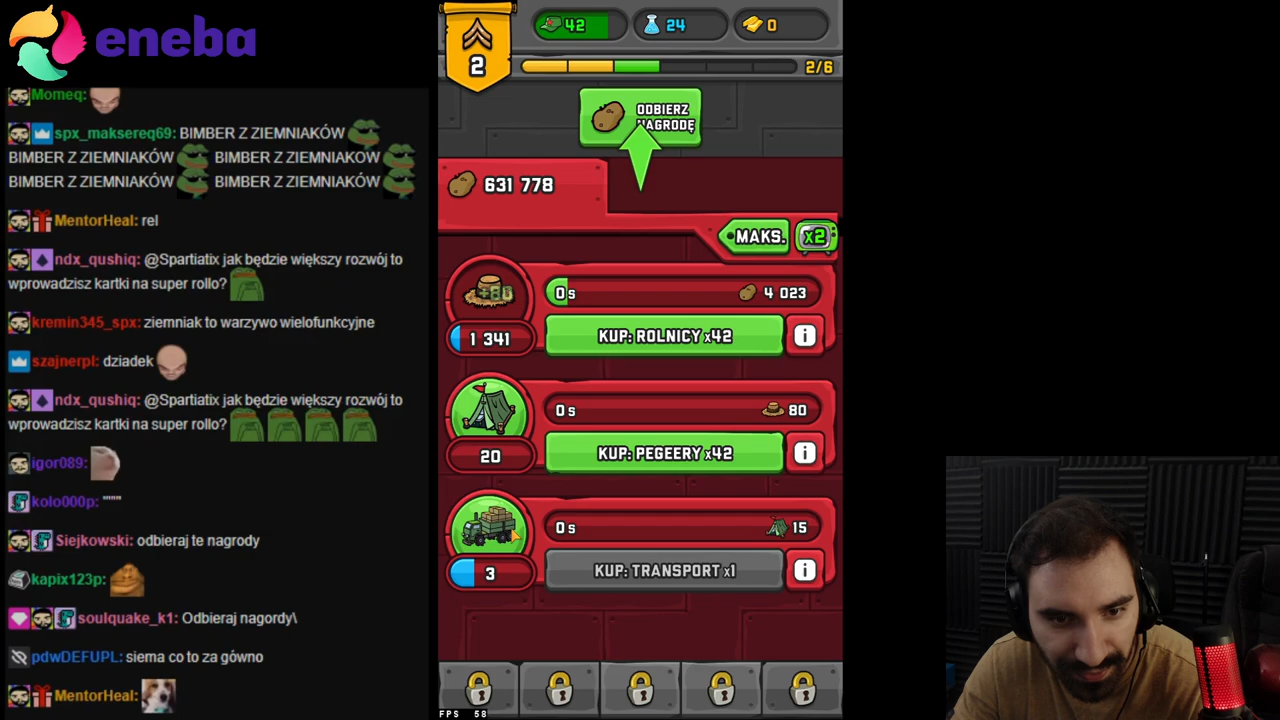 eneba
Momeq:
spx_maksereq69: BIMBER Z ZIEMNIAKÓW
BIMBER Z ZIEMNIAKÓW BIMBER Z ZIEMNIAKOW
BIMBER Z ZIEMNIAKÓW BIMBER Z ZIEMNIAKÓW
MentorHeal: rel
ndx_qushiq: @Spartiatix jak będzie większy rozwój to
wprowadzisz kartki na super rollo?
kremin345_spx: ziemniak to warzywo wielofunkcyjne
szajnerpl: dziadek
ndx_qushiq: @Spartiatix jak będzie większy rozwój to
wprowadzisz kartki na super rollo?
igor089:
kolo000p: """
Siejkowski: odbieraj te nagrody
kapix123p:
soulquake_k1: Odbieraj nagordy\
pdwDEFUPL: siema co to za gówno
MentorHeal:
2
42
24
0
2/6
ODBIERZ
NAGRODĘ
631 778
MAKS.
x2
+80
0s
4 023
1 341
KUP: ROLNICY x42
i
0s
80
20
KUP: PEGEERY x42
i
0s
15
3
KUP: TRANSPORT x1
i
FPS 58